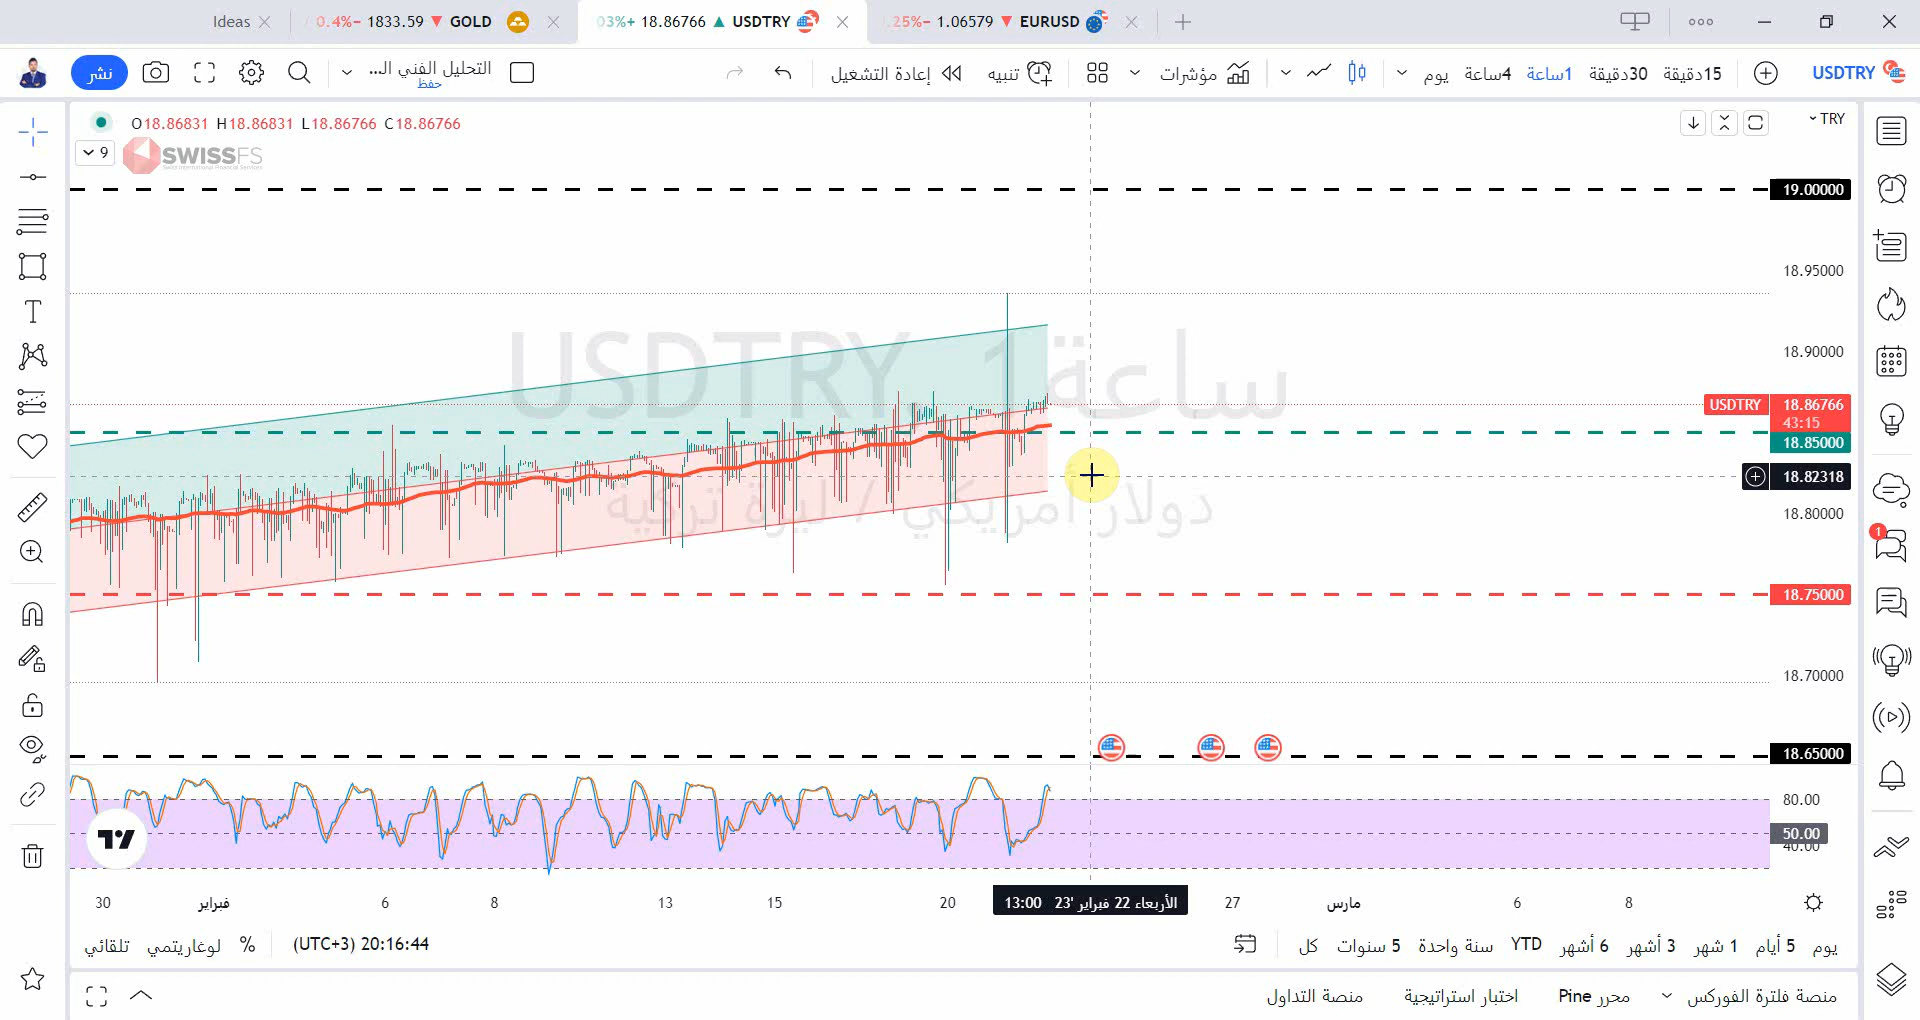 Ideas
0.4%− 1833.59 ▼ GOLD
03%+ 18.86766 ▲ USDTRY
.25%− 1.06579 ▼ EURUSD
نشر
التحليل الفني ال...
حفظ
إعادة التشغيل
تنبيه
مؤشرات
يوم
4ساعة
1ساعة
30دقيقة
15دقيقة
USDTRY
O18.86831 H18.86831 L18.86766 C18.86766
9
SWISSFS
TRY
19.00000
18.95000
18.90000
USDTRY 18.86766
43:15
18.85000
18.82318
18.80000
18.75000
18.70000
18.65000
USDTRY, 1ساعة
دولار أمريكي / ليرة تركية
1
80.00
50.00
40.00
30
فبراير
6
8
13
15
20
الأربعاء 22 فبراير '23 13:00
27
مارس
6
8
تلقائي
لوغاريتمي
%
(UTC+3) 20:16:44
كل
5 سنوات
سنة واحدة
YTD
6 أشهر
3 أشهر
1 شهر
5 أيام
يوم
منصة فلترة الفوركس
محرر Pine
اختبار استراتيجية
منصة التداول